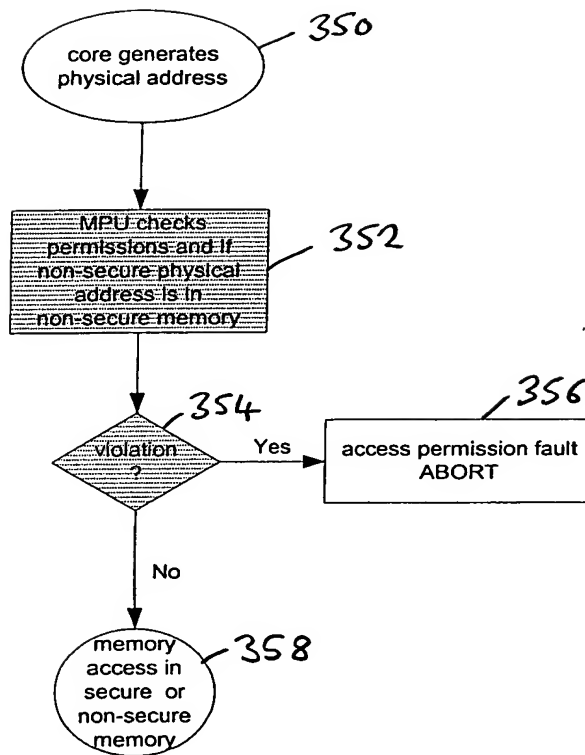 350
core generates
physical address
MPU checks
permissions and if
non-secure physical
address is in
non-secure memory
352
354
violation
?
Yes
356
access permission fault
ABORT
No
memory
access in
secure or
non-secure
memory
358